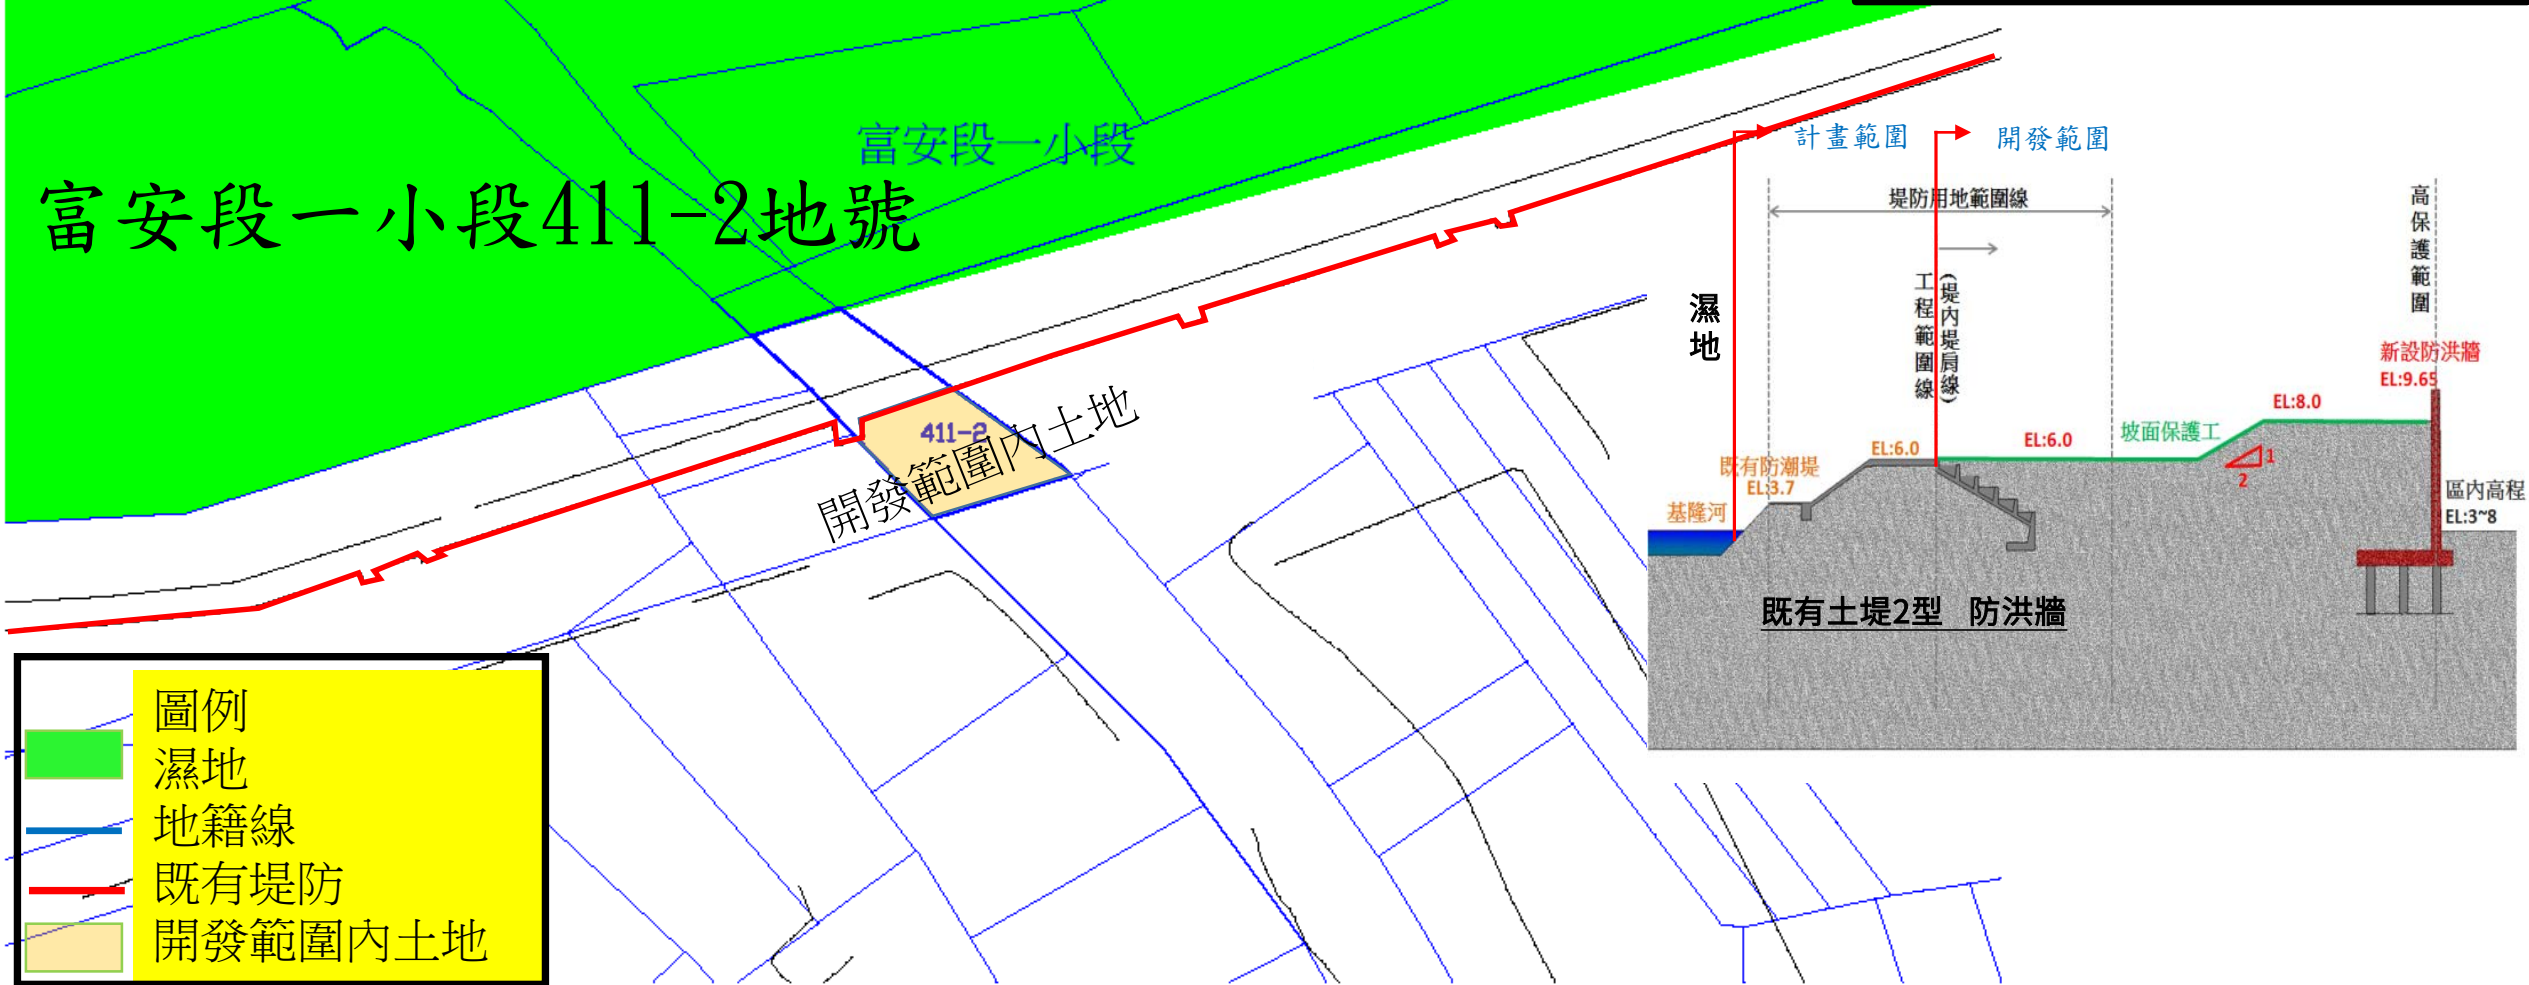 富安段一小段
富安段一小段411-2地號
411-2
開發範圍內土地
圖例
濕地
地籍線
既有堤防
開發範圍內土地
計畫範圍
開發範圍
堤防用地範圍線
高保護範圍
濕地
工程範圍線
(堤內堤肩線)
新設防洪牆
EL:9.65
EL:8.0
坡面保護工
EL:6.0
EL:6.0
既有防潮堤
EL:3.7
基隆河
1
2
區內高程
EL:3~8
既有土堤2型 防洪牆